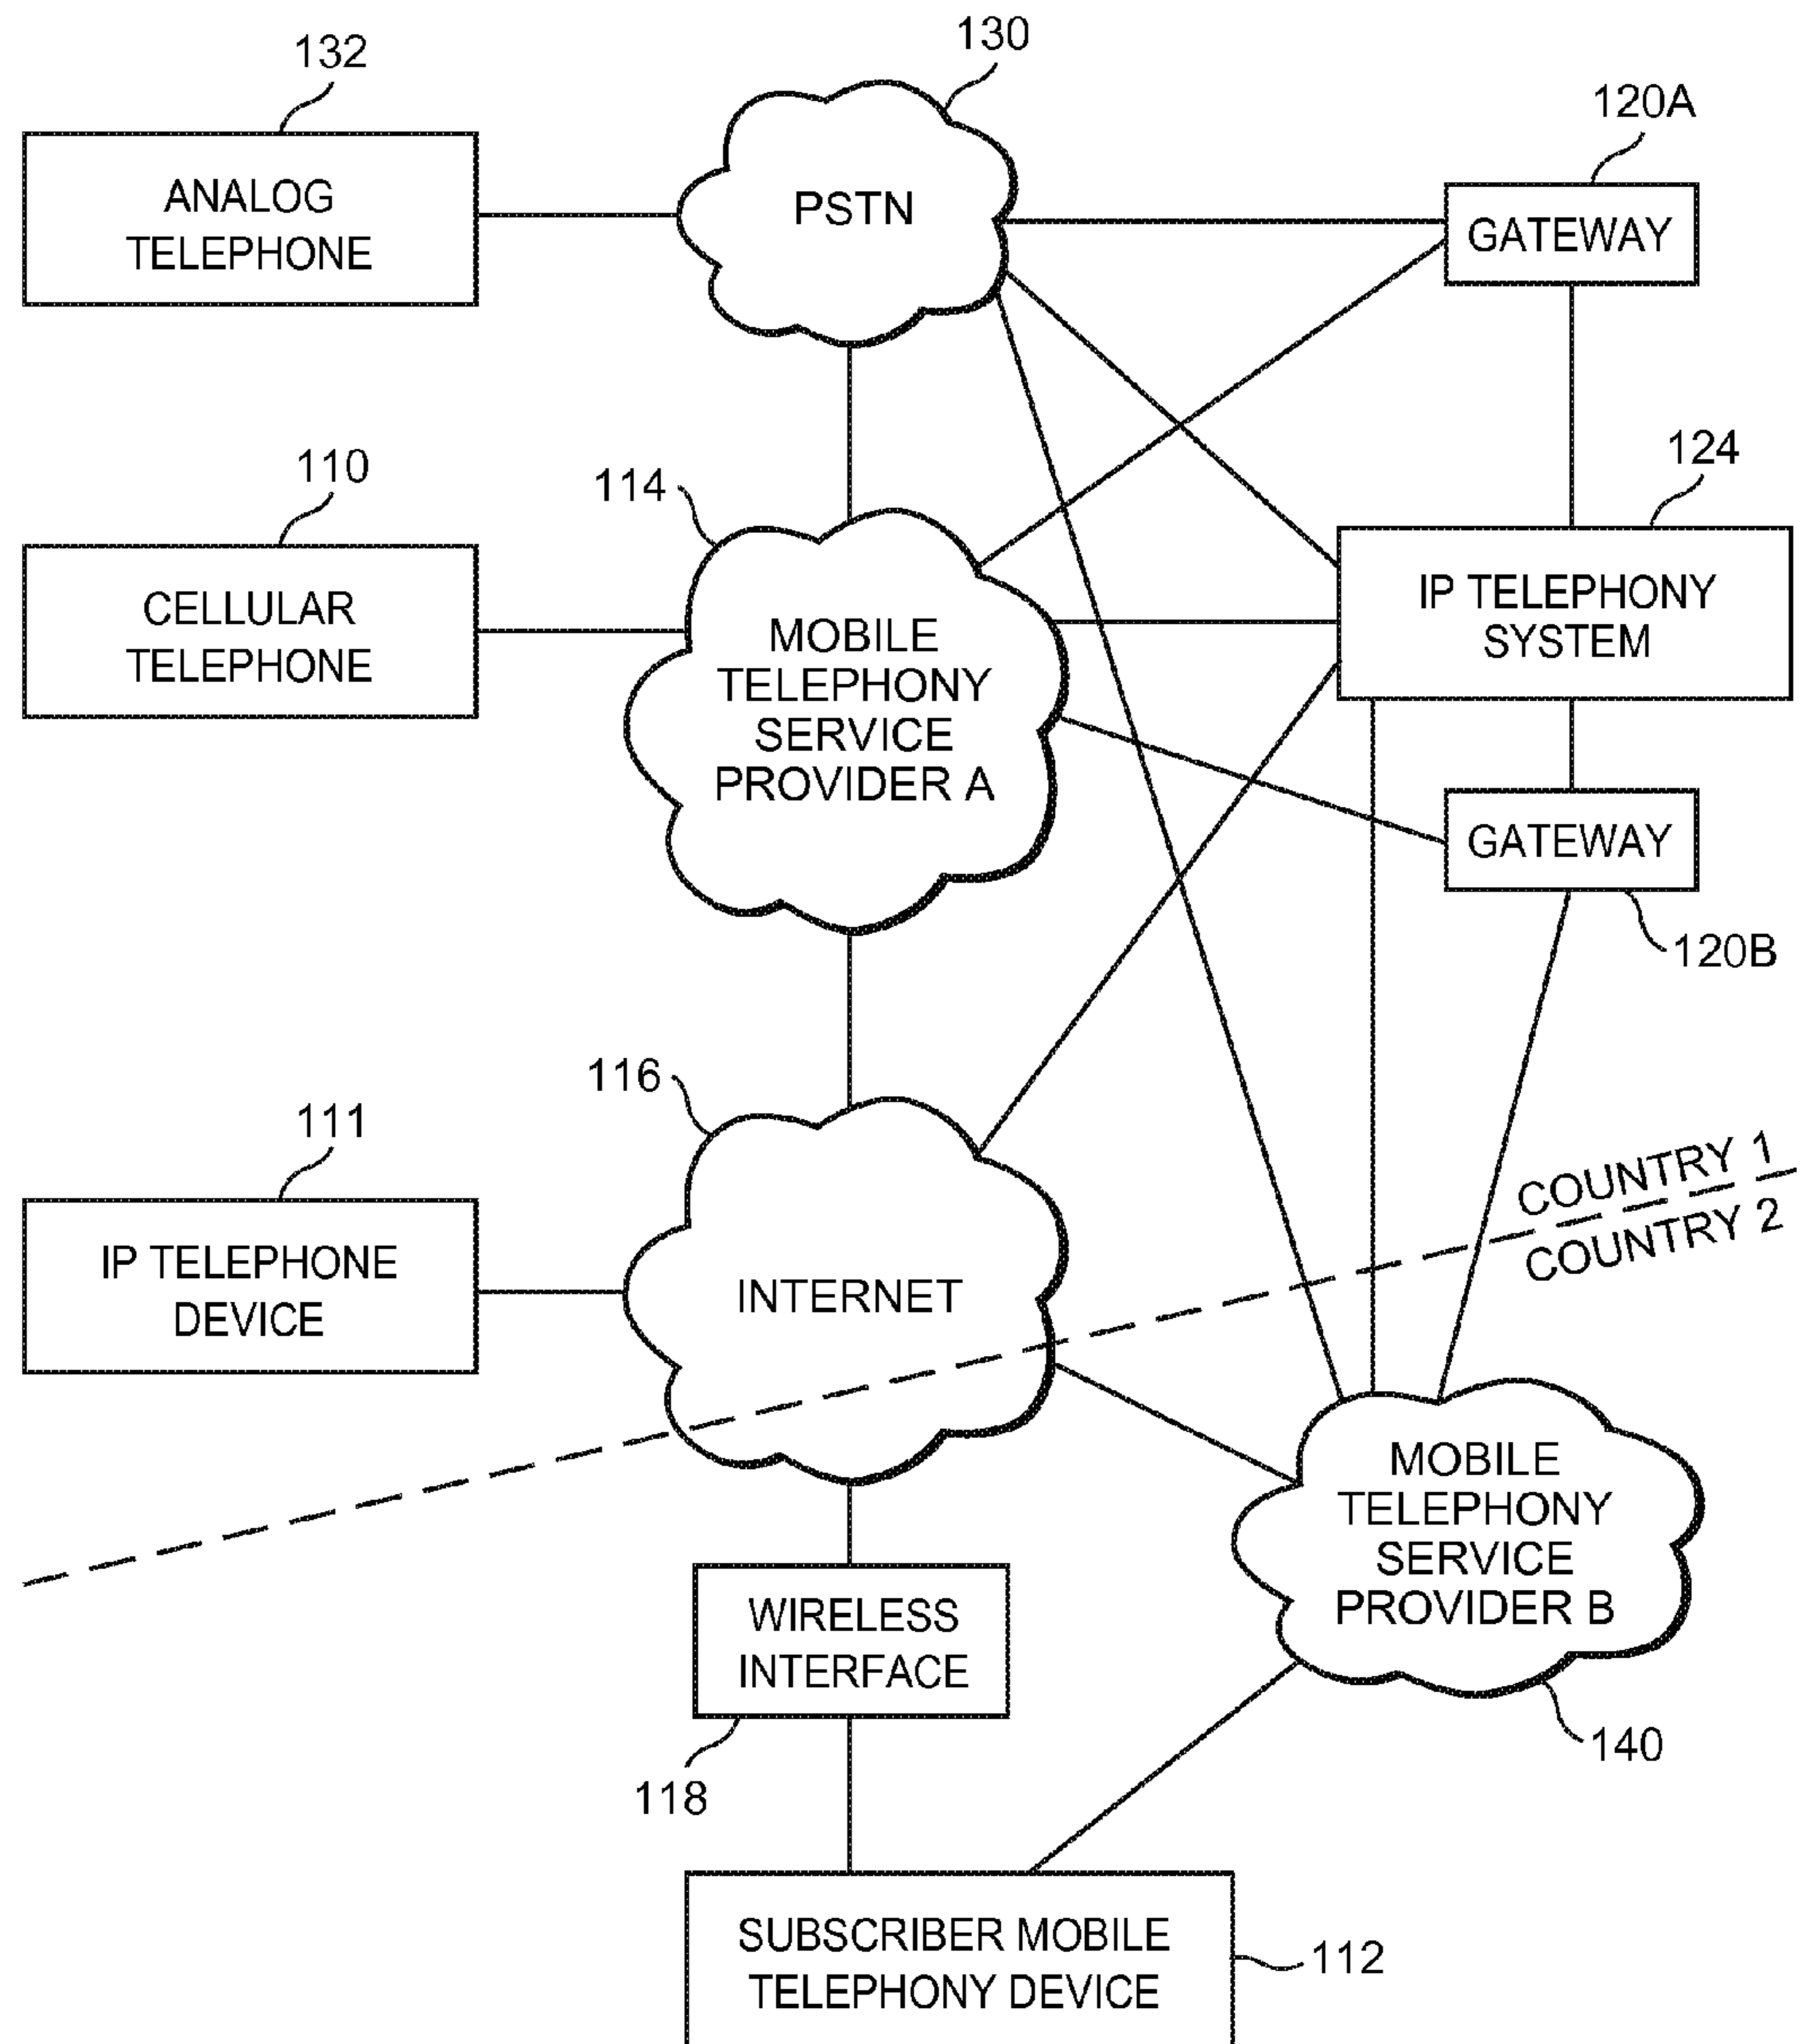 132
130
120A
ANALOG
TELEPHONE
PSTN
GATEWAY
110
114
124
CELLULAR
TELEPHONE
MOBILE
TELEPHONY
SERVICE
PROVIDER A
IP TELEPHONY
SYSTEM
GATEWAY
120B
116
111
COUNTRY 1
COUNTRY 2
IP TELEPHONE
DEVICE
INTERNET
MOBILE
TELEPHONY
SERVICE
PROVIDER B
WIRELESS
INTERFACE
140
118
SUBSCRIBER MOBILE
TELEPHONY DEVICE
112